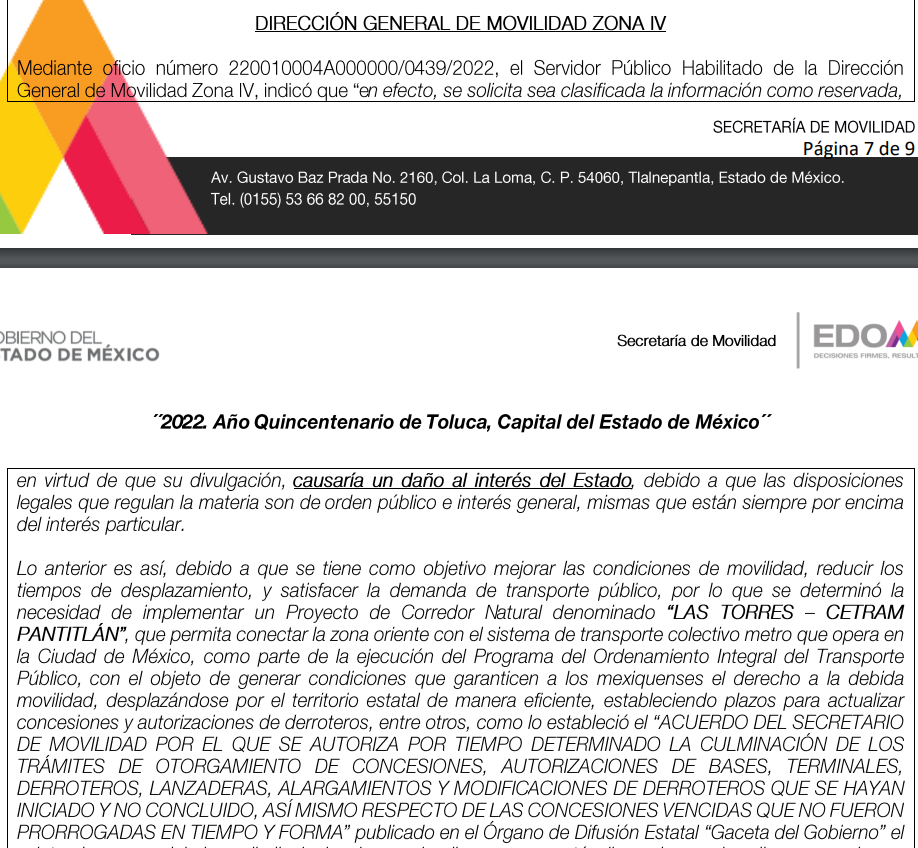 DIRECCIÓN GENERAL DE MOVILIDAD ZONA IV
Mediante oficio número 220010004A000000/0439/2022, el Servidor Público Habilitado de la Dirección
General de Movilidad Zona IV, indicó que “en efecto, se solicita sea clasificada la información como reservada,
SECRETARÍA DE MOVILIDAD
Página 7 de 9
Av. Gustavo Baz Prada No. 2160, Col. La Loma, C. P. 54060, Tlalnepantla, Estado de México.
Tel. (0155) 53 66 82 00, 55150
OBIERNO DEL
TADO DE MÉXICO
Secretaría de Movilidad
EDOM
DECISIONES FIRMES, RESULT
´´2022. Año Quincentenario de Toluca, Capital del Estado de México´´
en virtud de que su divulgación, causaría un daño al interés del Estado, debido a que las disposiciones
legales que regulan la materia son de orden público e interés general, mismas que están siempre por encima
del interés particular.
Lo anterior es así, debido a que se tiene como objetivo mejorar las condiciones de movilidad, reducir los
tiempos de desplazamiento, y satisfacer la demanda de transporte público, por lo que se determinó la
necesidad de implementar un Proyecto de Corredor Natural denominado “LAS TORRES – CETRAM
PANTITLÁN”, que permita conectar la zona oriente con el sistema de transporte colectivo metro que opera en
la Ciudad de México, como parte de la ejecución del Programa del Ordenamiento Integral del Transporte
Público, con el objeto de generar condiciones que garanticen a los mexiquenses el derecho a la debida
movilidad, desplazándose por el territorio estatal de manera eficiente, estableciendo plazos para actualizar
concesiones y autorizaciones de derroteros, entre otros, como lo estableció el “ACUERDO DEL SECRETARIO
DE MOVILIDAD POR EL QUE SE AUTORIZA POR TIEMPO DETERMINADO LA CULMINACIÓN DE LOS
TRÁMITES DE OTORGAMIENTO DE CONCESIONES, AUTORIZACIONES DE BASES, TERMINALES,
DERROTEROS, LANZADERAS, ALARGAMIENTOS Y MODIFICACIONES DE DERROTEROS QUE SE HAYAN
INICIADO Y NO CONCLUIDO, ASÍ MISMO RESPECTO DE LAS CONCESIONES VENCIDAS QUE NO FUERON
PRORROGADAS EN TIEMPO Y FORMA” publicado en el Órgano de Difusión Estatal “Gaceta del Gobierno” el